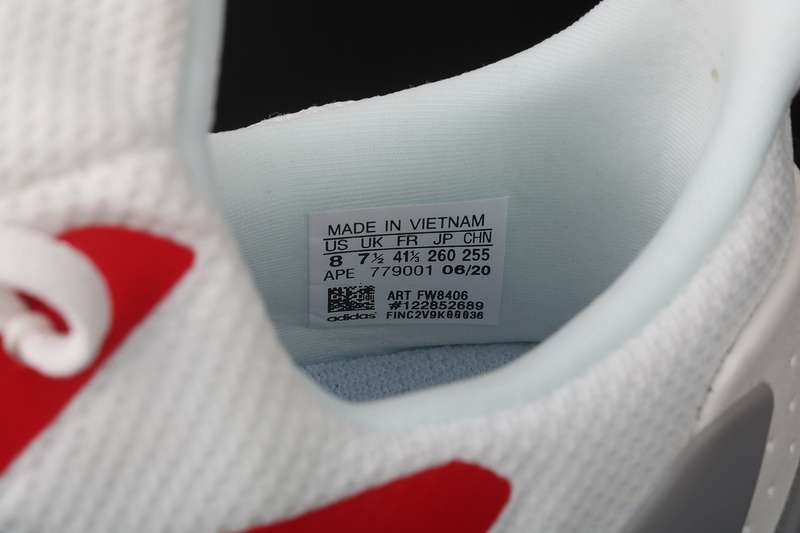 MADE IN VIETNAM
US UK FR JP CHN
8 7½ 41⅓ 260 255
APE 779001 06/20
ART FW8406
#122852689
adidas FINC2V9K00036